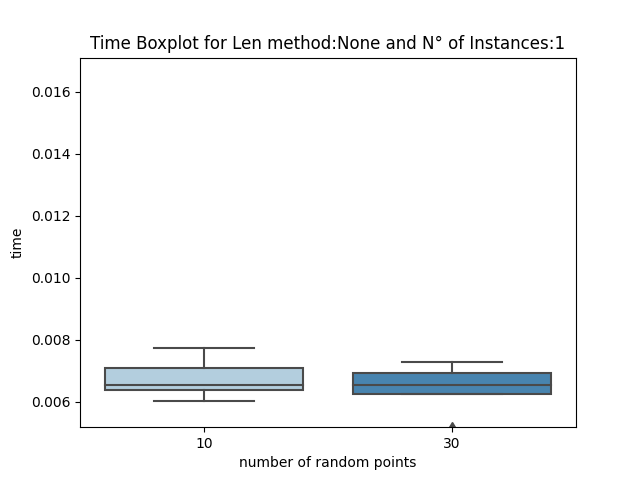 Time Boxplot for Len method:None and N° of Instances:1
0.016
0.014
0.012
0.010
0.008
0.006
time
10 30
number of random points